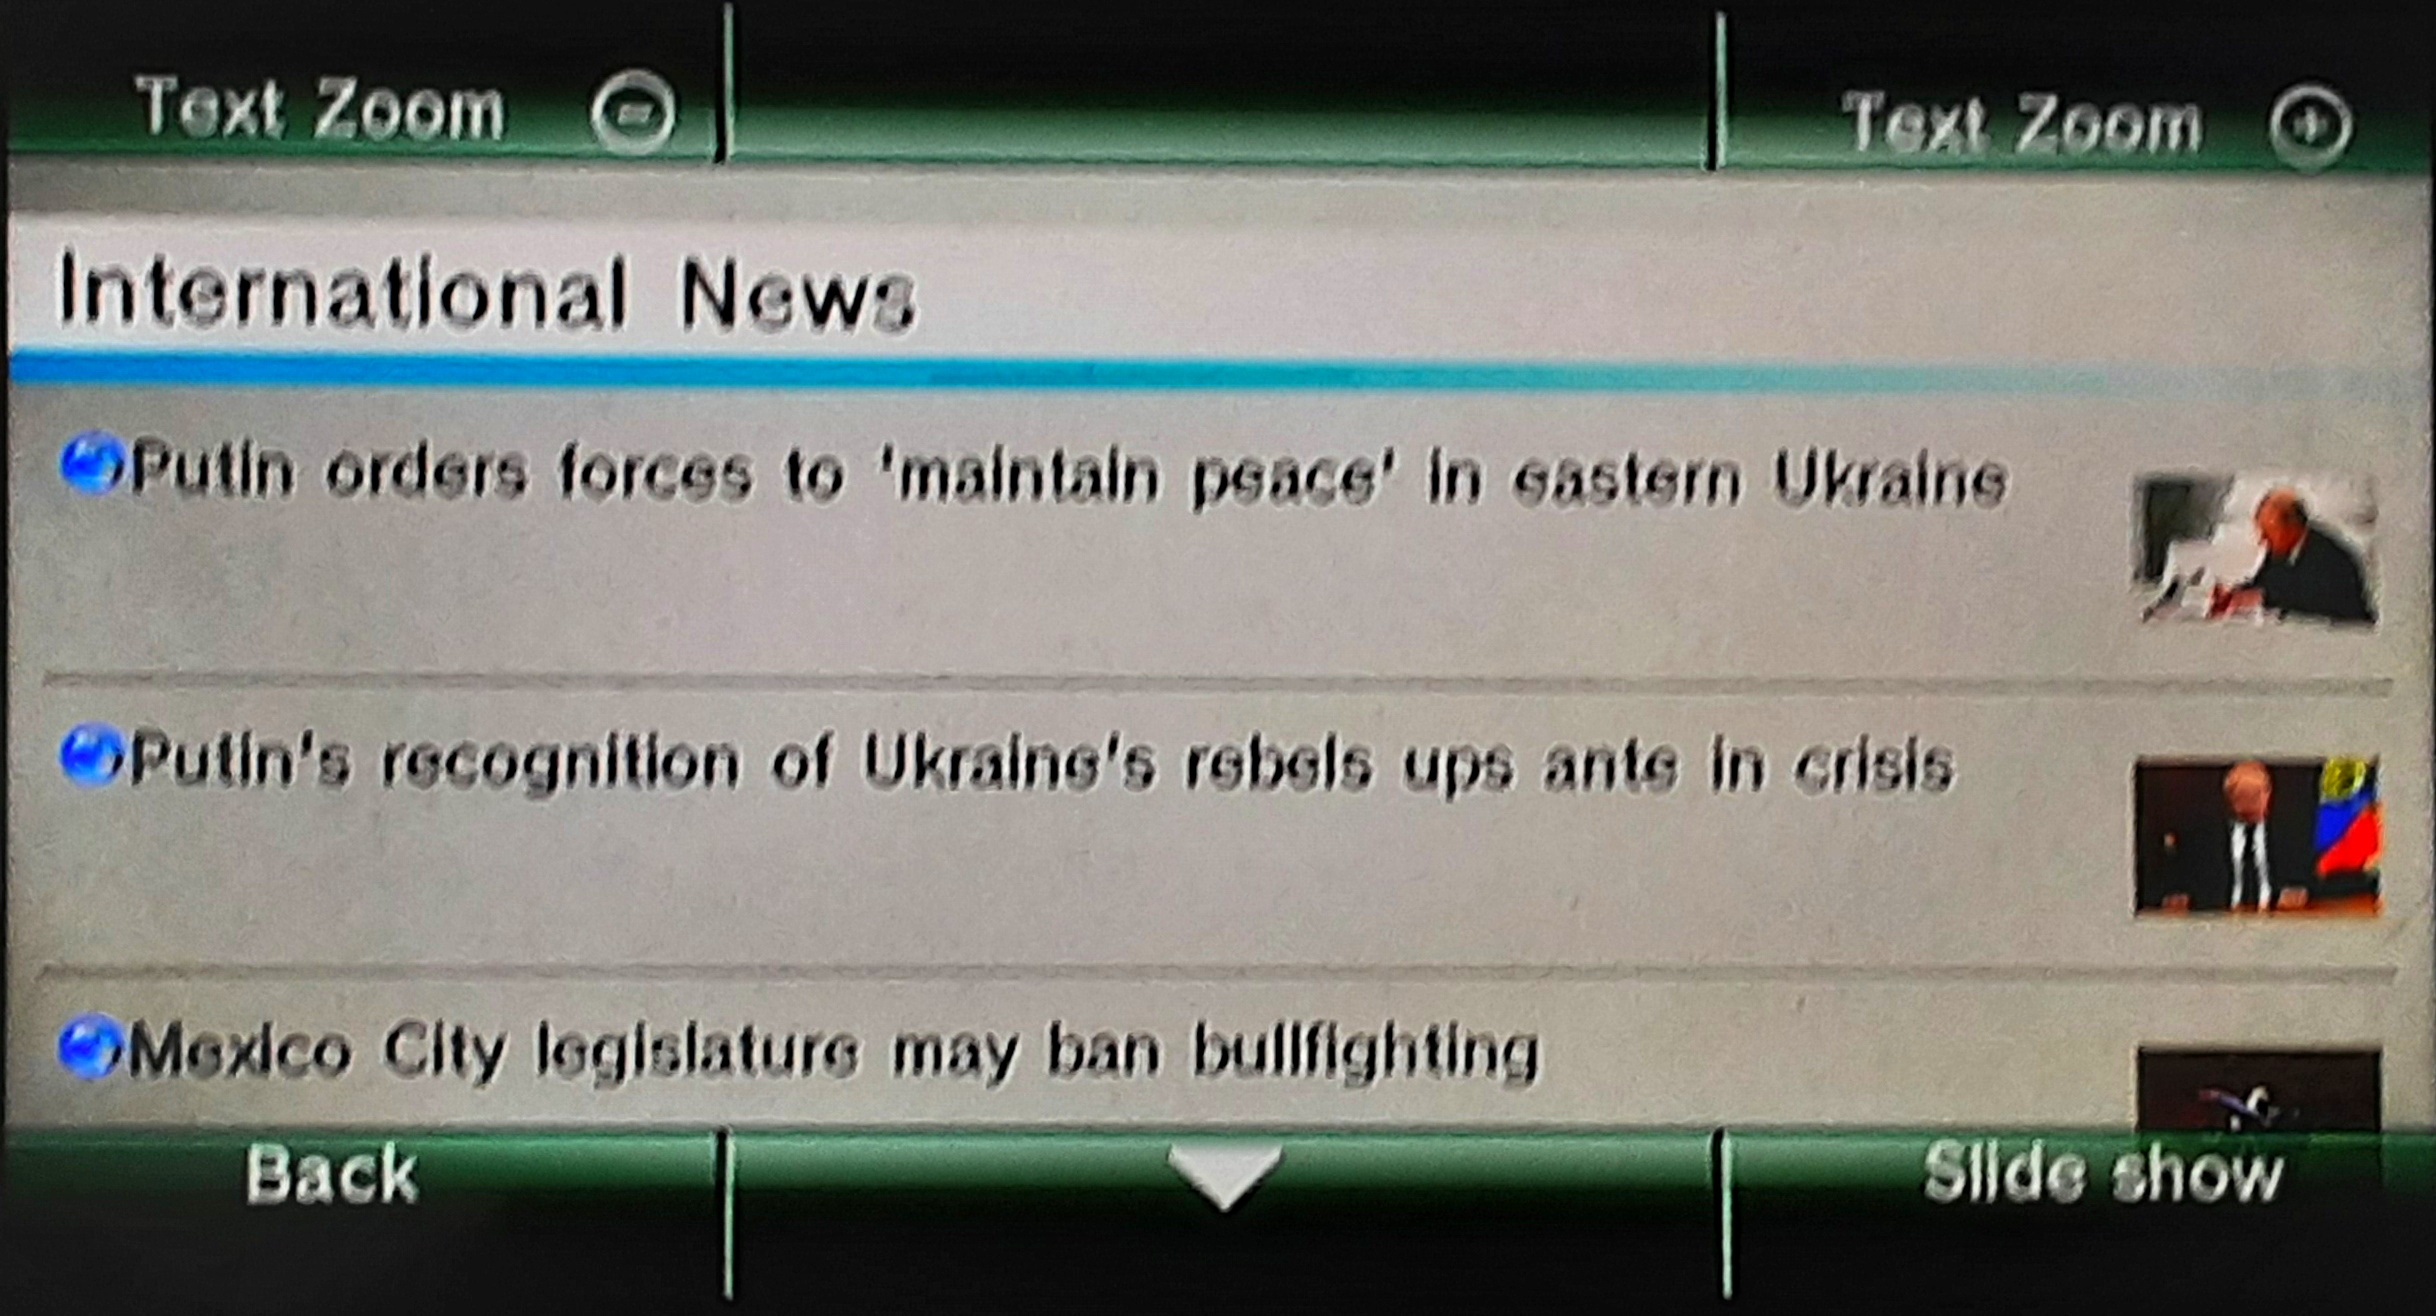 Text Zoom -
Text Zoom +
International News
Putin orders forces to 'maintain peace' in eastern Ukraine
Putin's recognition of Ukraine's rebels ups ante in crisis
Mexico City legislature may ban bullfighting
Back
Slide show